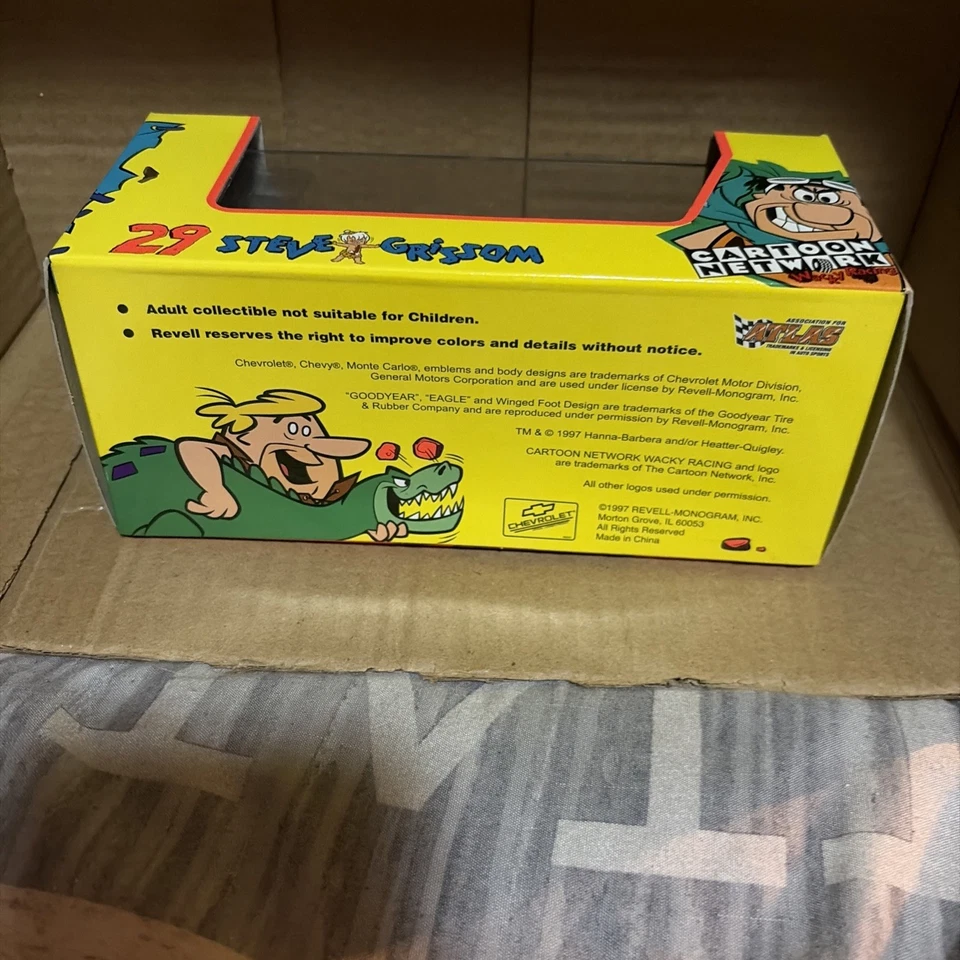 29 STEVE GRISSOM
CARTOON
NETWORK
Wacky Racing
• Adult collectible not suitable for Children.
• Revell reserves the right to improve colors and details without notice.
ASSOCIATION FOR
ATLAS
TRADEMARKS & LICENSING
IN AUTO SPORTS
Chevrolet®, Chevy®, Monte Carlo®, emblems and body designs are trademarks of Chevrolet Motor Division,
General Motors Corporation and are used under license by Revell-Monogram, Inc.
"GOODYEAR", "EAGLE" and Winged Foot Design are trademarks of the Goodyear Tire
& Rubber Company and are reproduced under permission by Revell-Monogram, Inc.
TM & © 1997 Hanna-Barbera and/or Heatter-Quigley.
CARTOON NETWORK WACKY RACING and logo
are trademarks of The Cartoon Network, Inc.
All other logos used under permission.
CHEVROLET
©1997 REVELL-MONOGRAM, INC.
Morton Grove, IL 60053
All Rights Reserved
Made in China